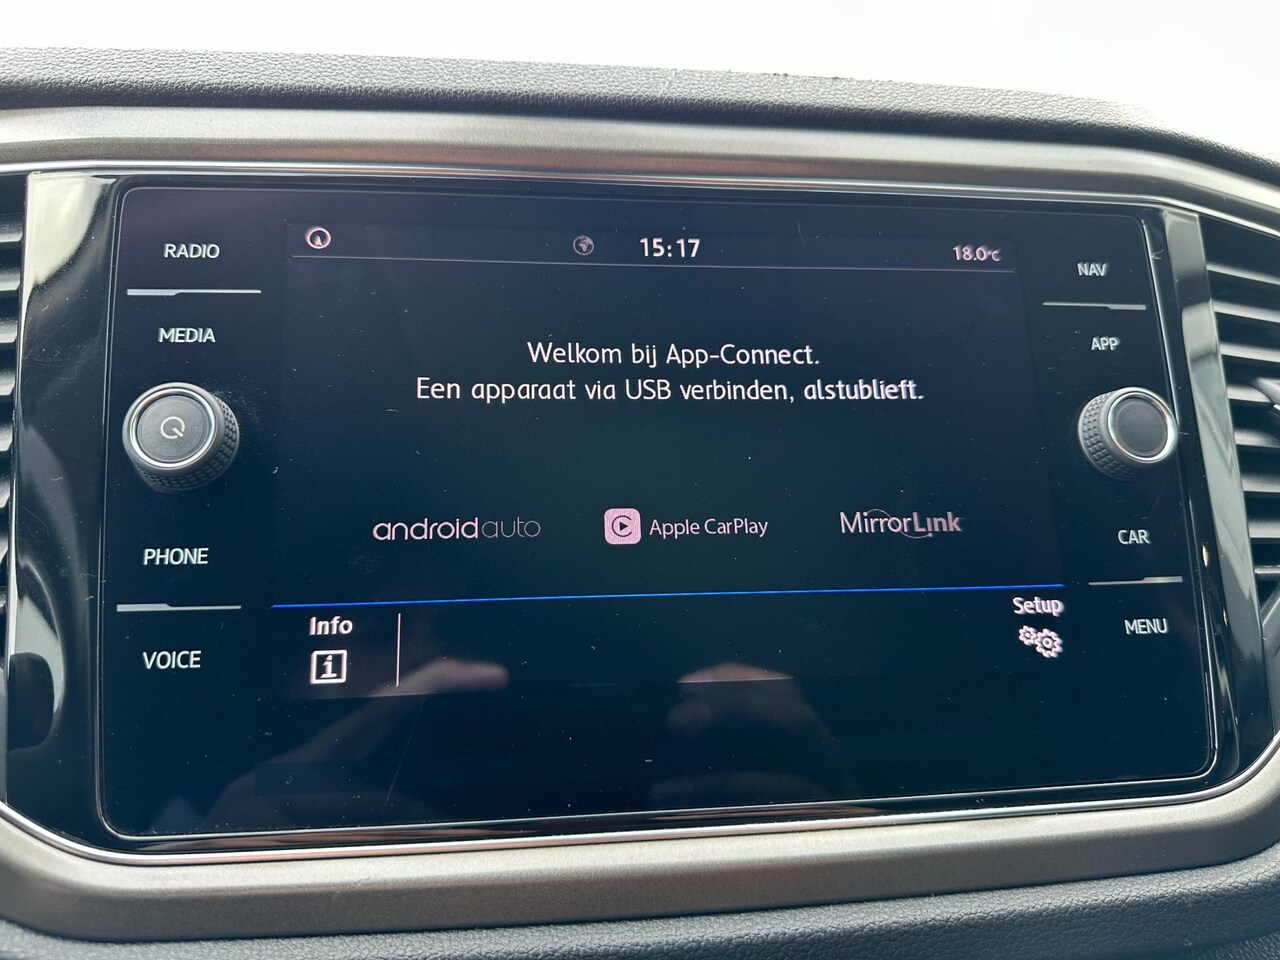 RADIO
MEDIA
PHONE
VOICE
15:17
18.0°C
Welkom bij App-Connect.
Een apparaat via USB verbinden, alstublieft.
androidauto
Apple CarPlay
MirrorLink
Info
Setup
NAV
APP
CAR
MENU